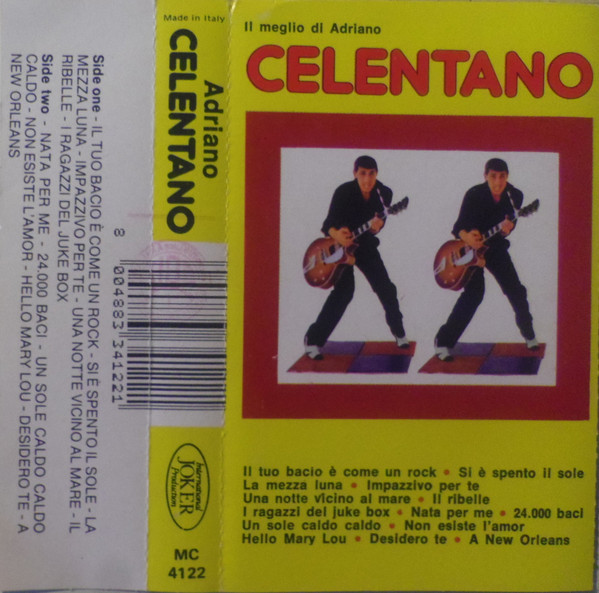 Side one - IL TUO BACIO È COME UN ROCK - SI È SPENTO IL SOLE - LA
MEZZA LUNA - IMPAZZIVO PER TE - UNA NOTTE VICINO AL MARE - IL
RIBELLE - I RAGAZZI DEL JUKE BOX
Side two - NATA PER ME - 24.000 BACI - UN SOLE CALDO CALDO
CALDO - NON ESISTE L'AMOR - HELLO MARY LOU - DESIDERO TE - A
NEW ORLEANS
Made in Italy
Adriano
CELENTANO
8 004883 341221
International
JOKER
Production
MC
4122
Il meglio di Adriano
CELENTANO
Il tuo bacio è come un rock • Si è spento il sole
La mezza luna • Impazzivo per te
Una notte vicino al mare • Il ribelle
I ragazzi del juke box • Nata per me • 24.000 baci
Un sole caldo caldo • Non esiste l'amor
Hello Mary Lou • Desidero te • A New Orleans